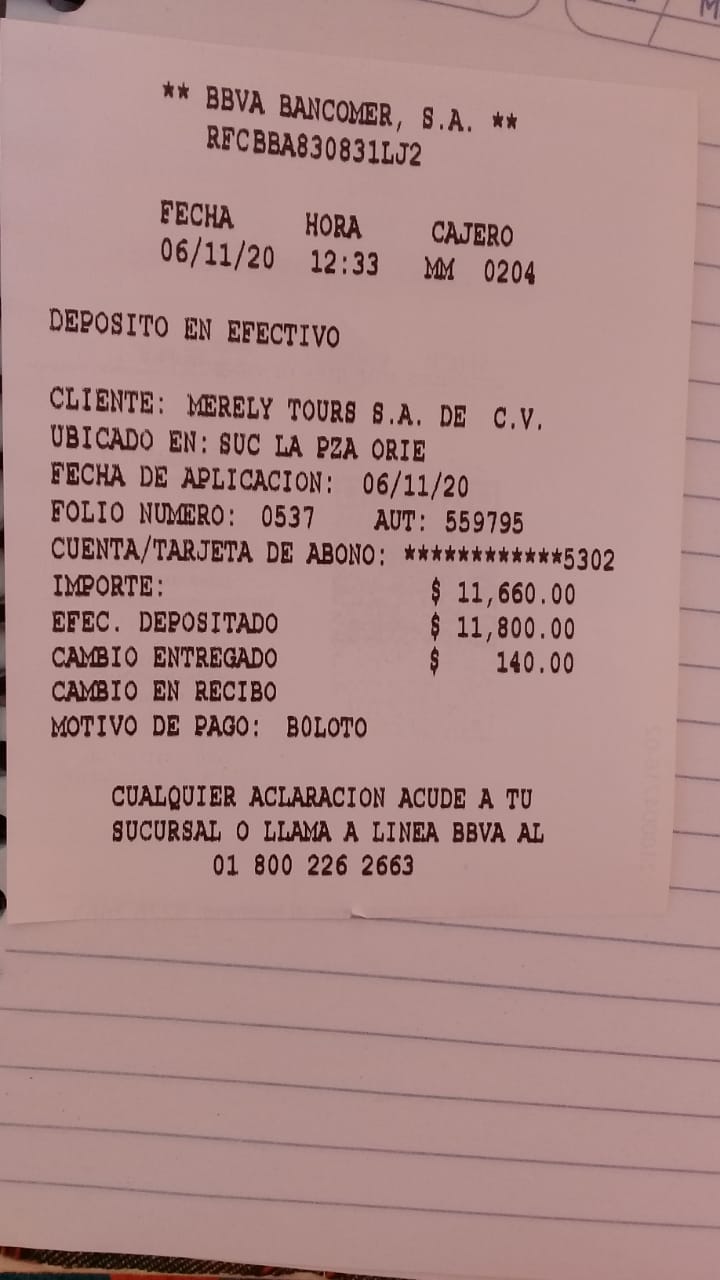 ** BBVA BANCOMER, S.A. **
RFCBBA830831LJ2
FECHA HORA CAJERO
06/11/20 12:33 MM 0204
DEPOSITO EN EFECTIVO
CLIENTE: MERELY TOURS S.A. DE C.V.
UBICADO EN: SUC LA PZA ORIE
FECHA DE APLICACION: 06/11/20
FOLIO NUMERO: 0537 AUT: 559795
CUENTA/TARJETA DE ABONO: ************5302
IMPORTE: $ 11,660.00
EFEC. DEPOSITADO $ 11,800.00
CAMBIO ENTREGADO $ 140.00
CAMBIO EN RECIBO
MOTIVO DE PAGO: BOLOTO
CUALQUIER ACLARACION ACUDE A TU
SUCURSAL O LLAMA A LINEA BBVA AL
01 800 226 2663